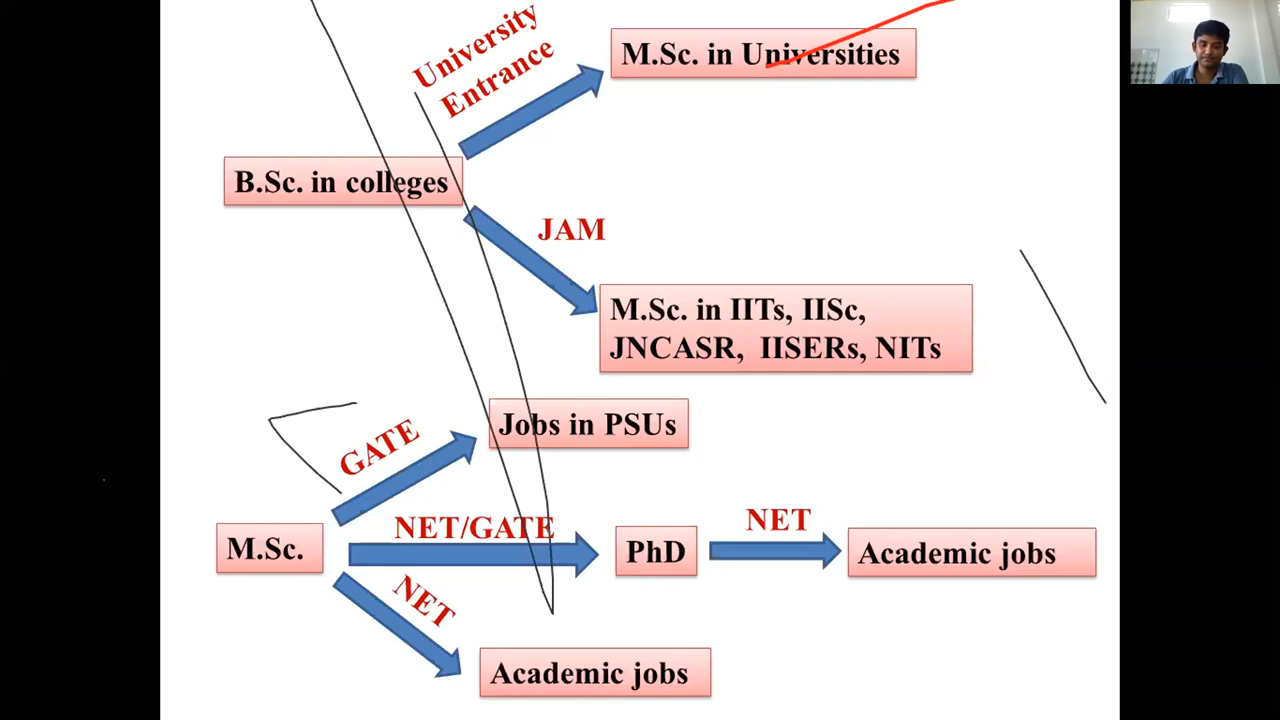 University
Entrance
M.Sc. in Universities
B.Sc. in colleges
JAM
M.Sc. in IITs, IISc,
JNCASR, IISERs, NITs
GATE
Jobs in PSUs
M.Sc.
NET/GATE
PhD
NET
Academic jobs
NET
Academic jobs